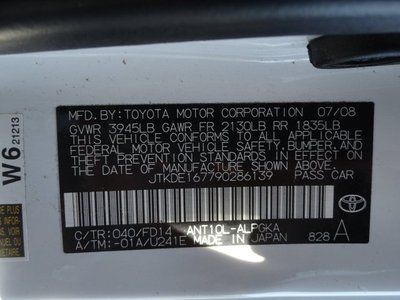 MFD. BY: TOYOTA MOTOR CORPORATION 07/08
GVWR 3945LB GAWR FR 2130LB RR 1835LB
THIS VEHICLE CONFORMS TO ALL APPLICABLE
FEDERAL MOTOR VEHICLE SAFETY, BUMPER, AND
THEFT PREVENTION STANDARDS IN EFFECT ON
THE DATE OF MANUFACTURE SHOWN ABOVE.
JTKDE167790286139 PASS CAR
C/TR: 040/FD14 ANT10L-ALFGKA
A/TM: -01A/U241E MADE IN JAPAN 828 A
TOYOTA
W6 21213